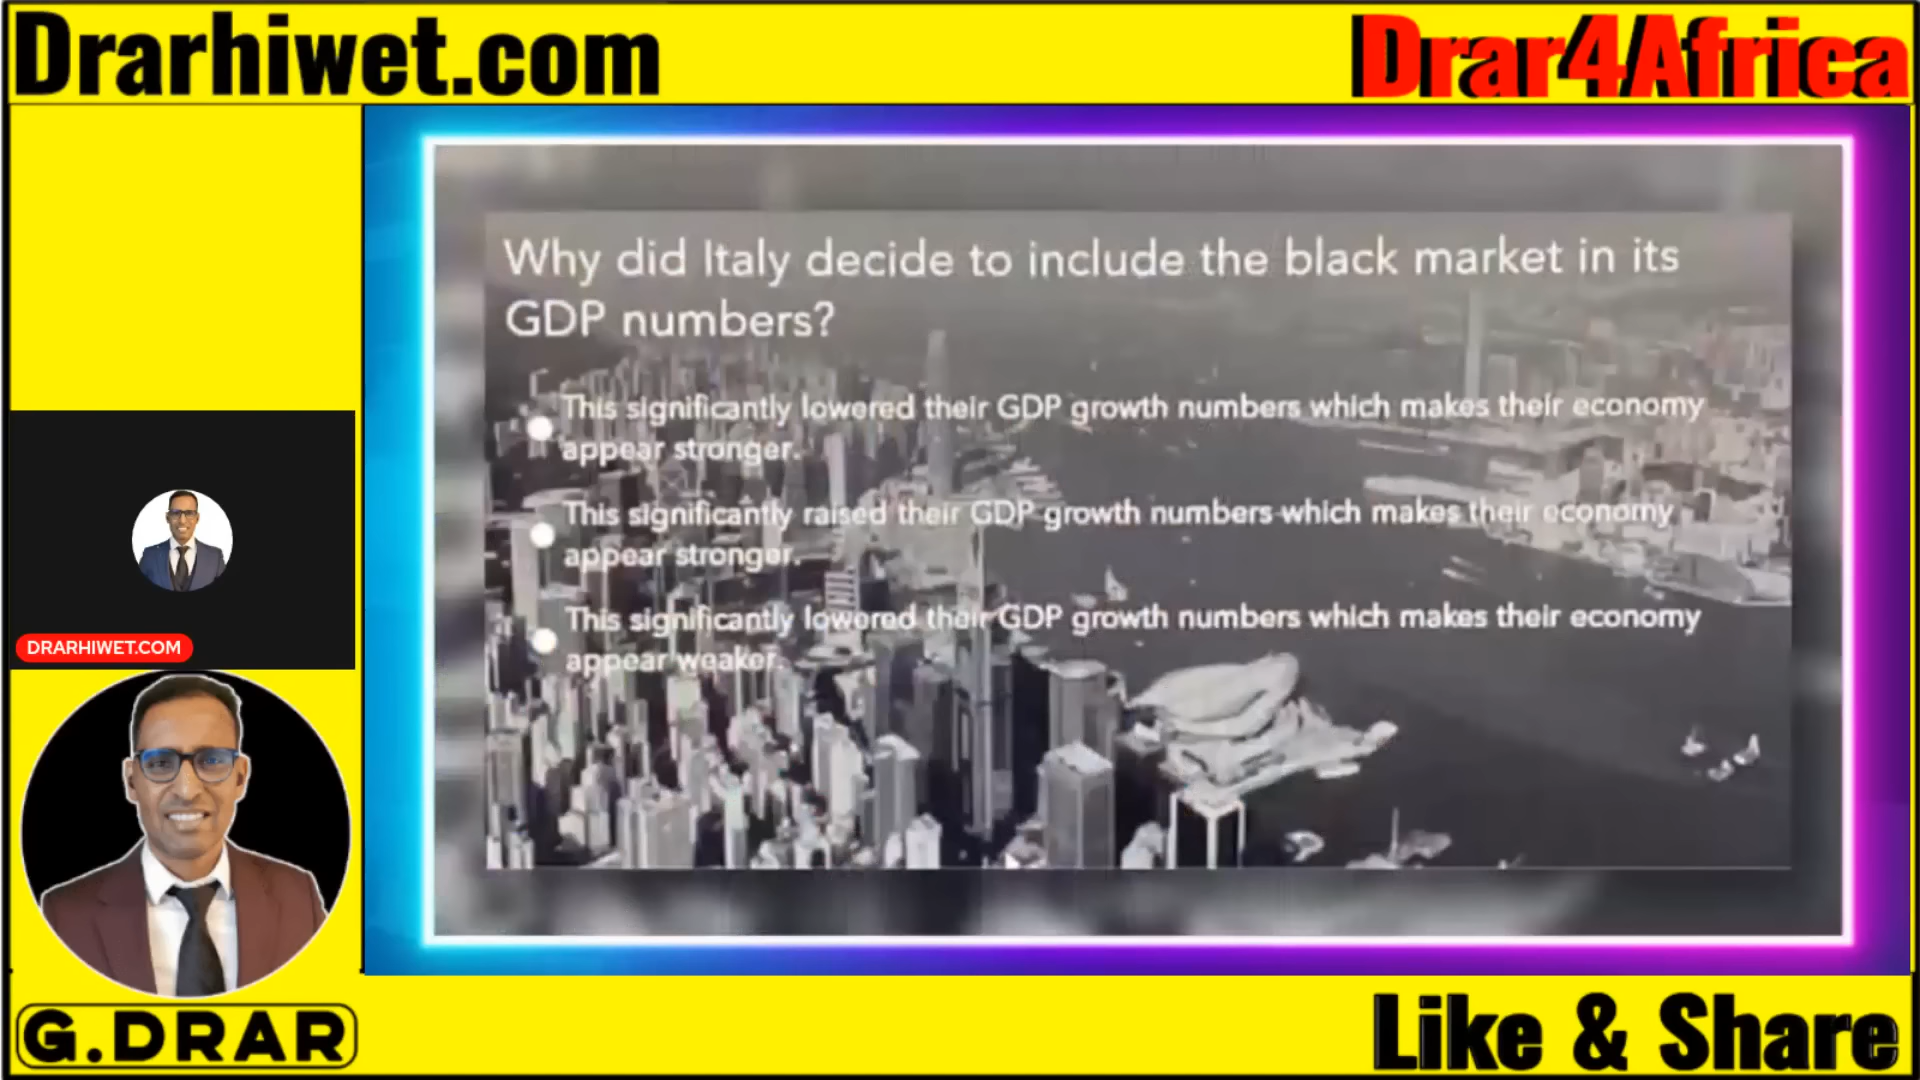 Drarhiwet.com
Drar4Africa
Why did Italy decide to include the black market in its
GDP numbers?
This significantly lowered their GDP growth numbers which makes their economy
appear stronger.
This significantly raised their GDP growth numbers which makes their economy
appear stronger.
This significantly lowered their GDP growth numbers which makes their economy
appear weaker.
DRARHIWET.COM
G.DRAR
Like & Share